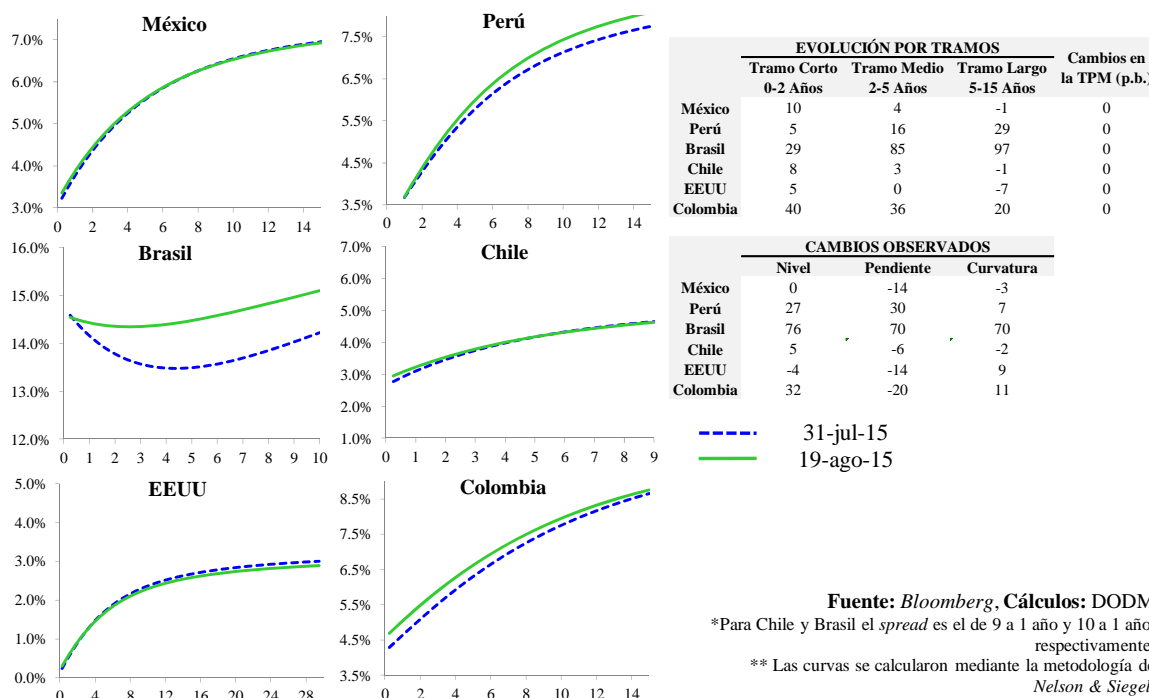 México
7.0%
6.0%
5.0%
4.0%
3.0%
0 2 4 6 8 10 12 14
Perú
7.5%
6.5%
5.5%
4.5%
3.5%
0 2 4 6 8 10 12 14
Brasil
16.0%
15.0%
14.0%
13.0%
12.0%
0 1 2 3 4 5 6 7 8 9 10
Chile
7.0%
6.0%
5.0%
4.0%
3.0%
2.0%
1.0%
0 1 2 3 4 5 6 7 8 9
EEUU
5.0%
4.0%
3.0%
2.0%
1.0%
0.0%
0 4 8 12 16 20 24 28
Colombia
8.5%
7.5%
6.5%
5.5%
4.5%
3.5%
0 2 4 6 8 10 12 14
EVOLUCIÓN POR TRAMOS Cambios en
la TPM (p.b.)
Tramo Corto Tramo Medio Tramo Largo
0-2 Años 2-5 Años 5-15 Años
México 10 4 -1 0
Perú 5 16 29 0
Brasil 29 85 97 0
Chile 8 3 -1 0
EEUU 5 0 -7 0
Colombia 40 36 20 0
CAMBIOS OBSERVADOS
Nivel Pendiente Curvatura
México 0 -14 -3
Perú 27 30 7
Brasil 76 70 70
Chile 5 -6 -2
EEUU -4 -14 9
Colombia 32 -20 11
31-jul-15
19-ago-15
Fuente: Bloomberg, Cálculos: DODM
*Para Chile y Brasil el spread es el de 9 a 1 año y 10 a 1 año
respectivamente
** Las curvas se calcularon mediante la metodología de
Nelson & Siegel